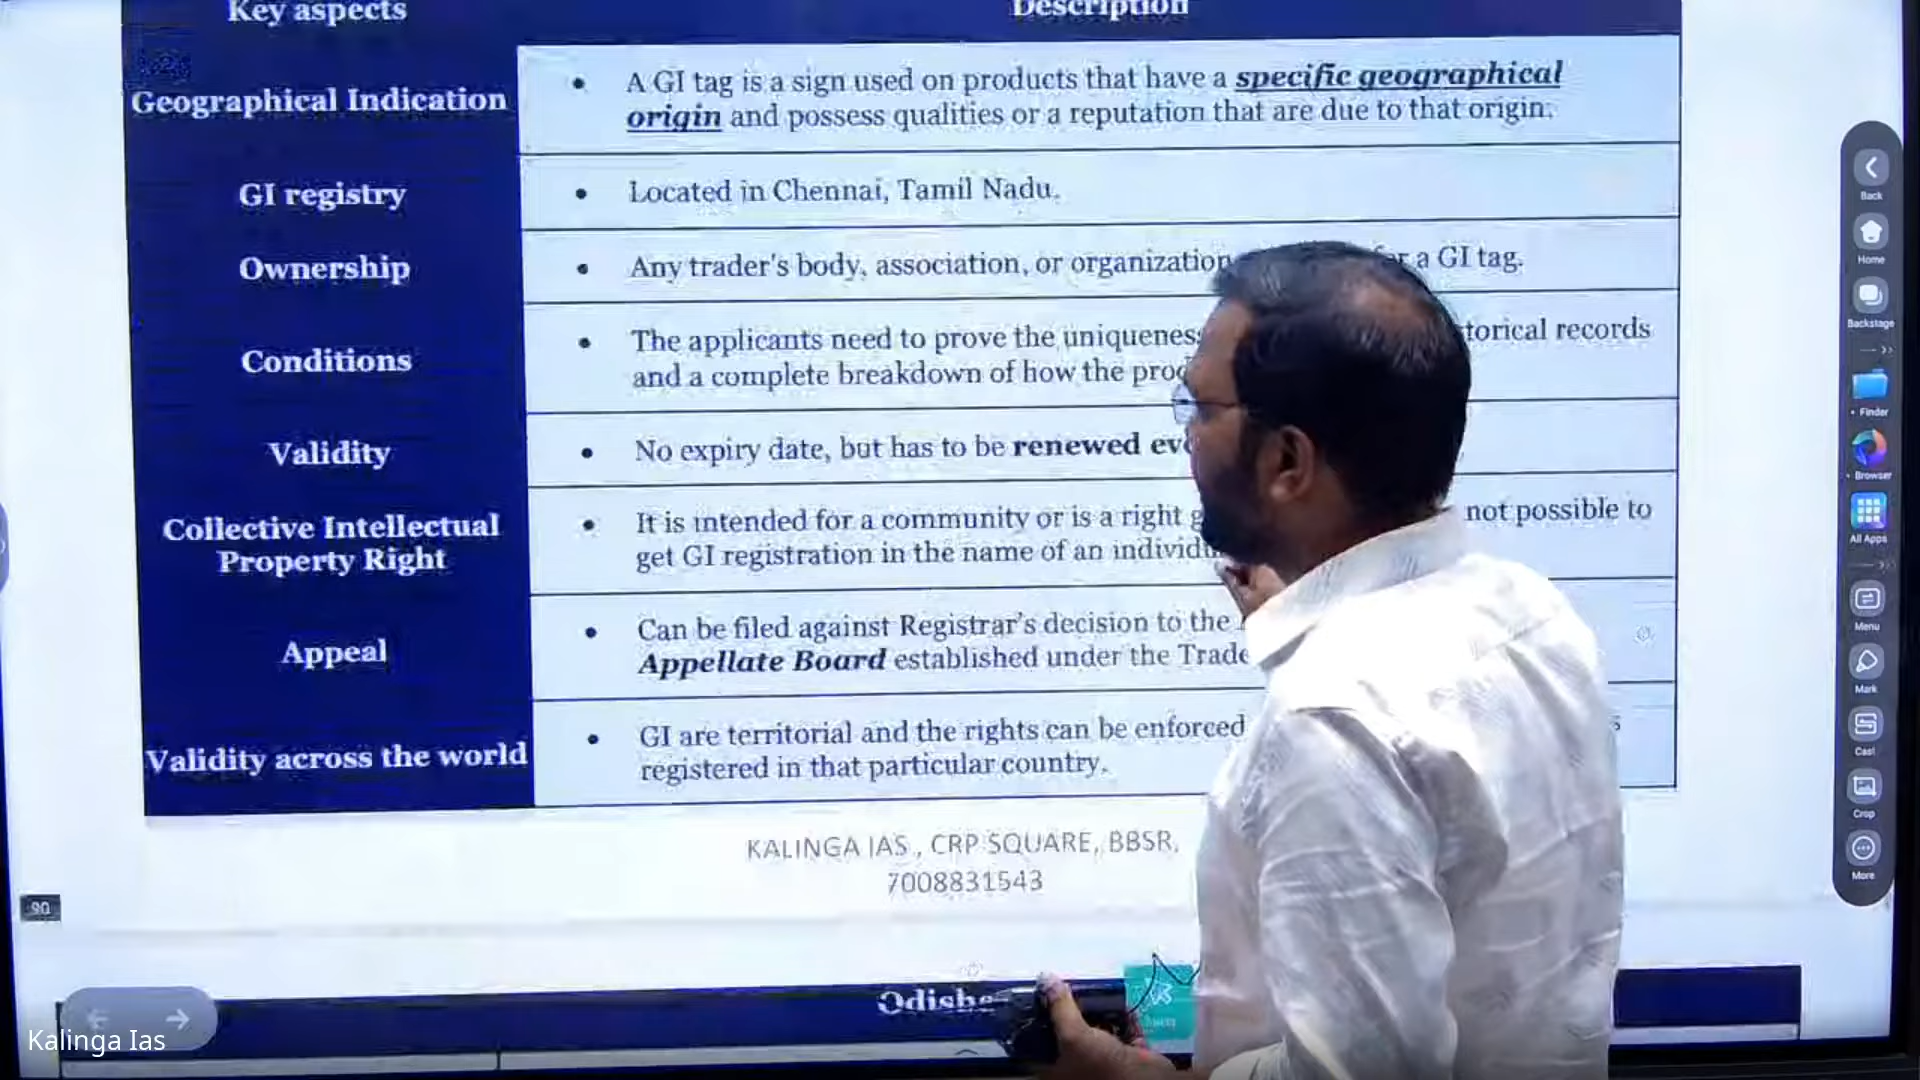 Key aspects
Description
Geographical Indication
A GI tag is a sign used on products that have a specific geographical
origin and possess qualities or a reputation that are due to that origin.
GI registry
Located in Chennai, Tamil Nadu.
Ownership
Any trader's body, association, or organization a GI tag.
Conditions
The applicants need to prove the uniqueness records
and a complete breakdown of how the
Validity
No expiry date, but has to be renewed
Collective Intellectual
Property Right
It is intended for a community or is a right not possible to
get GI registration in the name of an
Appeal
Can be filed against Registrar's decision to the
Appellate Board established under the
Validity across the world
GI are territorial and the rights can be enforced
registered in that particular country.
KALINGA IAS , CRP SQUARE, BBSR,
7008831543
90
Kalinga Ias
Back
Home
Backstage
Finder
Browser
All Apps
Menu
Mark
Cast
Crop
More